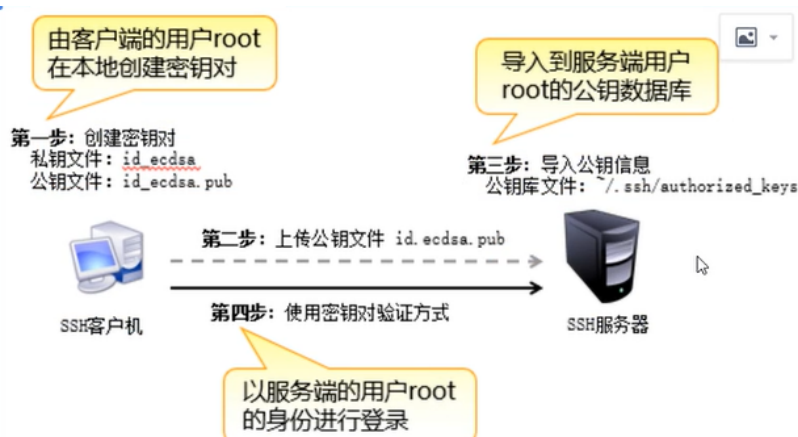 由客户端的用户root
在本地创建密钥对
导入到服务端用户
root的公钥数据库
第一步：创建密钥对
私钥文件：id_ecdsa
公钥文件：id_ecdsa.pub
第三步：导入公钥信息
公钥库文件：~/.ssh/authorized_keys
第二步：上传公钥文件 id.ecdsa.pub
第四步：使用密钥对验证方式
SSH客户机
SSH服务器
以服务端的用户root
的身份进行登录